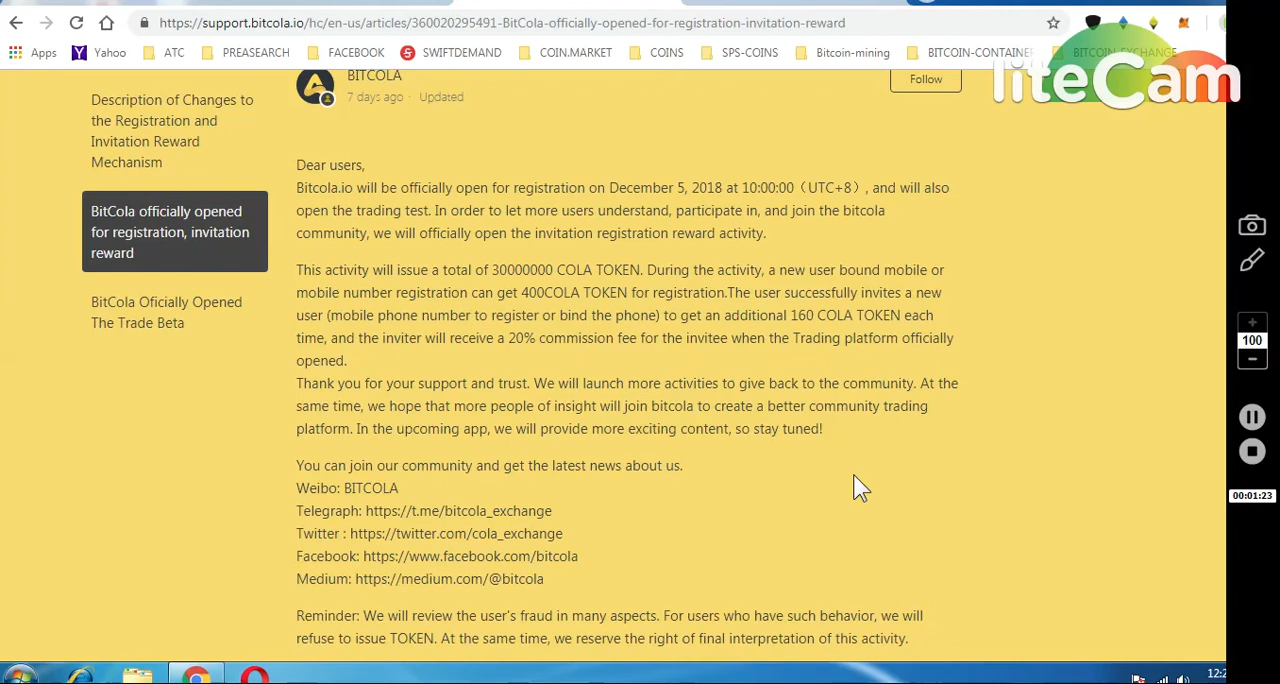 https://support.bitcola.io/hc/en-us/articles/360020295491-BitCola-officially-opened-for-registration-invitation-reward
Apps Yahoo ATC PREASEARCH FACEBOOK SWIFTDEMAND COIN.MARKET COINS SPS-COINS Bitcoin-mining BITCOIN-CONTAINER BITCOIN-EXCHANGE
liteCam
BITCOLA
7 days ago · Updated
Follow
Description of Changes to
the Registration and
Invitation Reward
Mechanism
BitCola officially opened
for registration, invitation
reward
BitCola Oficially Opened
The Trade Beta
Dear users,
Bitcola.io will be officially open for registration on December 5, 2018 at 10:00:00（UTC+8）, and will also
open the trading test. In order to let more users understand, participate in, and join the bitcola
community, we will officially open the invitation registration reward activity.
This activity will issue a total of 30000000 COLA TOKEN. During the activity, a new user bound mobile or
mobile number registration can get 400COLA TOKEN for registration.The user successfully invites a new
user (mobile phone number to register or bind the phone) to get an additional 160 COLA TOKEN each
time, and the inviter will receive a 20% commission fee for the invitee when the Trading platform officially
opened.
Thank you for your support and trust. We will launch more activities to give back to the community. At the
same time, we hope that more people of insight will join bitcola to create a better community trading
platform. In the upcoming app, we will provide more exciting content, so stay tuned!
You can join our community and get the latest news about us.
Weibo: BITCOLA
Telegraph: https://t.me/bitcola_exchange
Twitter : https://twitter.com/cola_exchange
Facebook: https://www.facebook.com/bitcola
Medium: https://medium.com/@bitcola
Reminder: We will review the user's fraud in many aspects. For users who have such behavior, we will
refuse to issue TOKEN. At the same time, we reserve the right of final interpretation of this activity.
100
00:01:23